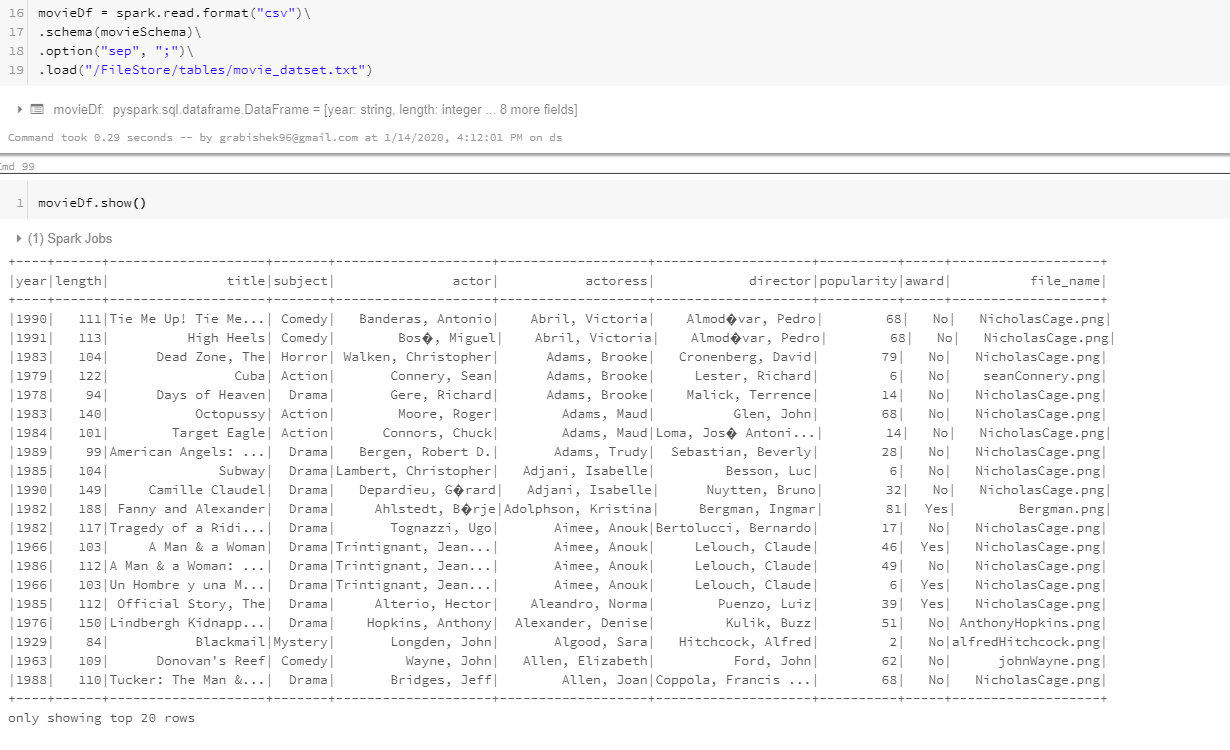 16 movieDf = spark.read.format("csv")\
17 .schema(movieSchema)\
18 .option("sep", ";")\
19 .load("/FileStore/tables/movie_datset.txt")
movieDf: pyspark.sql.dataframe.DataFrame = [year: string, length: integer ... 8 more fields]
Command took 0.29 seconds -- by grabishek96@gmail.com at 1/14/2020, 4:12:01 PM on ds
Cmd 99
1 movieDf.show()
(1) Spark Jobs
+----+------+--------------------+-------+--------------------+-------------------+--------------------+----------+-----+-------------------+
|year|length| title|subject| actor| actoress| director|popularity|award| file_name|
+----+------+--------------------+-------+--------------------+-------------------+--------------------+----------+-----+-------------------+
|1990| 111|Tie Me Up! Tie Me...| Comedy| Banderas, Antonio| Abril, Victoria| Almod�var, Pedro| 68| No| NicholasCage.png|
|1991| 113| High Heels| Comedy| Bos�, Miguel| Abril, Victoria| Almod�var, Pedro| 68| No| NicholasCage.png|
|1983| 104| Dead Zone, The| Horror| Walken, Christopher| Adams, Brooke| Cronenberg, David| 79| No| NicholasCage.png|
|1979| 122| Cuba| Action| Connery, Sean| Adams, Brooke| Lester, Richard| 6| No| seanConnery.png|
|1978| 94| Days of Heaven| Drama| Gere, Richard| Adams, Brooke| Malick, Terrence| 14| No| NicholasCage.png|
|1983| 140| Octopussy| Action| Moore, Roger| Adams, Maud| Glen, John| 68| No| NicholasCage.png|
|1984| 101| Target Eagle| Action| Connors, Chuck| Adams, Maud|Loma, Jos� Antoni...| 14| No| NicholasCage.png|
|1989| 99|American Angels: ...| Drama| Bergen, Robert D.| Adams, Trudy| Sebastian, Beverly| 28| No| NicholasCage.png|
|1985| 104| Subway| Drama|Lambert, Christopher| Adjani, Isabelle| Besson, Luc| 6| No| NicholasCage.png|
|1990| 149| Camille Claudel| Drama| Depardieu, G�rard| Adjani, Isabelle| Nuytten, Bruno| 32| No| NicholasCage.png|
|1982| 188| Fanny and Alexander| Drama| Ahlstedt, B�rje|Adolphson, Kristina| Bergman, Ingmar| 81| Yes| Bergman.png|
|1982| 117|Tragedy of a Ridi...| Drama| Tognazzi, Ugo| Aimee, Anouk|Bertolucci, Bernardo| 17| No| NicholasCage.png|
|1966| 103| A Man & a Woman| Drama|Trintignant, Jean...| Aimee, Anouk| Lelouch, Claude| 46| Yes| NicholasCage.png|
|1986| 112|A Man & a Woman: ...| Drama|Trintignant, Jean...| Aimee, Anouk| Lelouch, Claude| 49| No| NicholasCage.png|
|1966| 103|Un Hombre y una M...| Drama|Trintignant, Jean...| Aimee, Anouk| Lelouch, Claude| 6| Yes| NicholasCage.png|
|1985| 112| Official Story, The| Drama| Alterio, Hector| Aleandro, Norma| Puenzo, Luiz| 39| Yes| NicholasCage.png|
|1976| 150|Lindbergh Kidnapp...| Drama| Hopkins, Anthony| Alexander, Denise| Kulik, Buzz| 51| No| AnthonyHopkins.png|
|1929| 84| Blackmail|Mystery| Longden, John| Algood, Sara| Hitchcock, Alfred| 2| No|alfredHitchcock.png|
|1963| 109| Donovan's Reef| Comedy| Wayne, John| Allen, Elizabeth| Ford, John| 62| No| johnWayne.png|
|1988| 110|Tucker: The Man &...| Drama| Bridges, Jeff| Allen, Joan|Coppola, Francis ...| 68| No| NicholasCage.png|
+----+------+--------------------+-------+--------------------+-------------------+--------------------+----------+-----+-------------------+
only showing top 20 rows